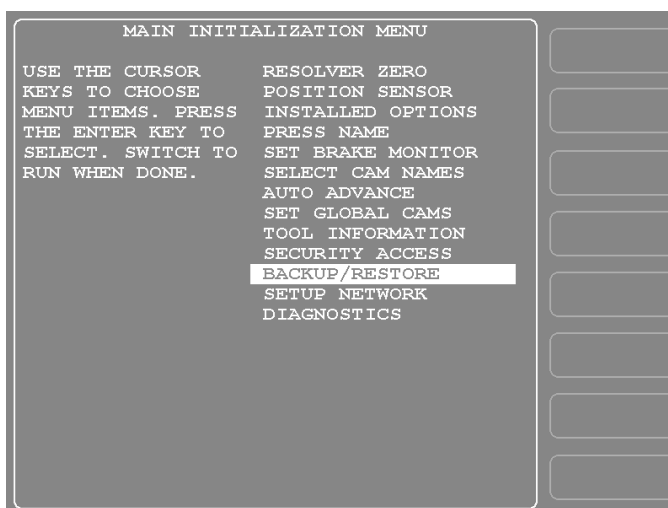 MAIN INITIALIZATION MENU
USE THE CURSOR
KEYS TO CHOOSE
MENU ITEMS. PRESS
THE ENTER KEY TO
SELECT. SWITCH TO
RUN WHEN DONE.
RESOLVER ZERO
POSITION SENSOR
INSTALLED OPTIONS
PRESS NAME
SET BRAKE MONITOR
SELECT CAM NAMES
AUTO ADVANCE
SET GLOBAL CAMS
TOOL INFORMATION
SECURITY ACCESS
BACKUP/RESTORE
SETUP NETWORK
DIAGNOSTICS